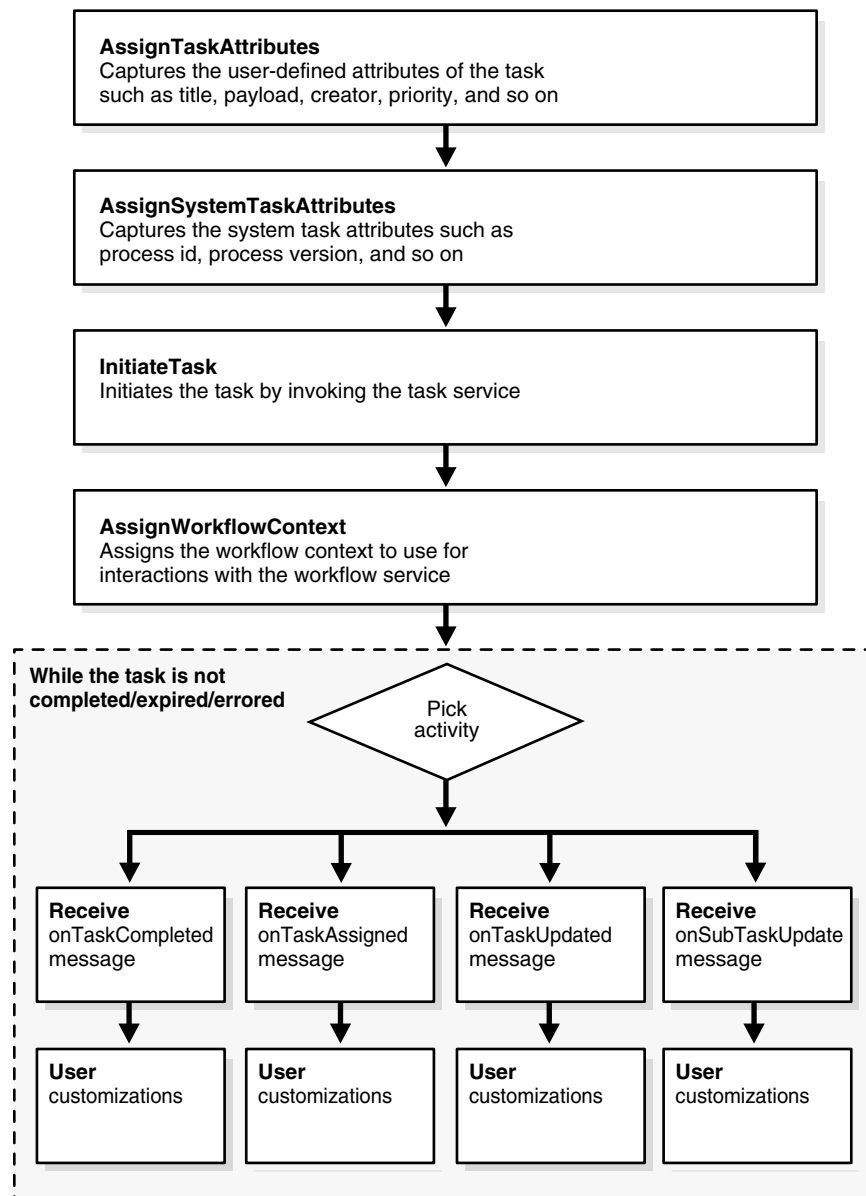 AssignTaskAttributes
Captures the user-defined attributes of the task
such as title, payload, creator, priority, and so on
AssignSystemTaskAttributes
Captures the system task attributes such as
process id, process version, and so on
InitiateTask
Initiates the task by invoking the task service
AssignWorkflowContext
Assigns the workflow context to use for
interactions with the workflow service
While the task is not
completed/expired/errored
Pick
activity
Receive
onTaskCompleted
message
Receive
onTaskAssigned
message
Receive
onTaskUpdated
message
Receive
onSubTaskUpdate
message
User
customizations
User
customizations
User
customizations
User
customizations